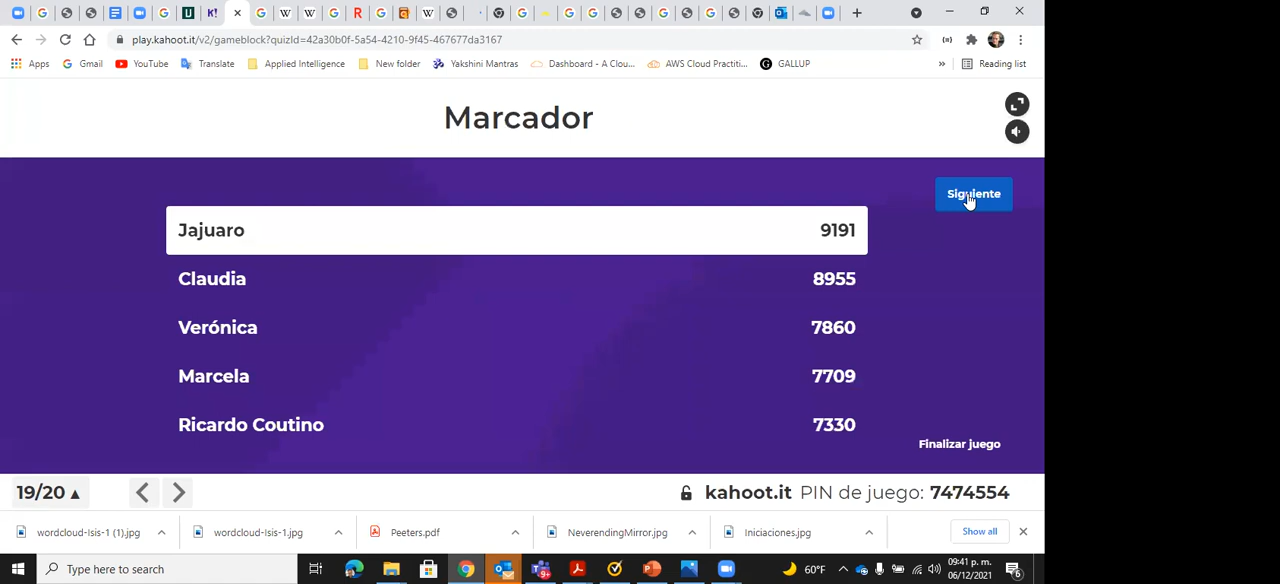 play.kahoot.it/v2/gameblock?quizId=42a30b0f-5a54-4210-9f45-467677da3167
Apps Gmail YouTube Translate Applied Intelligence New folder Yakshini Mantras Dashboard - A Clou... AWS Cloud Practiti... GALLUP » Reading list
Marcador
Siguiente
Jajuaro 9191
Claudia 8955
Verónica 7860
Marcela 7709
Ricardo Coutino 7330
Finalizar juego
19/20 kahoot.it PIN de juego: 7474554
wordcloud-Isis-1 (1).jpg wordcloud-Isis-1.jpg Peeters.pdf NeverendingMirror.jpg Iniciaciones.jpg Show all
Type here to search 60°F 09:41 p. m.
06/12/2021